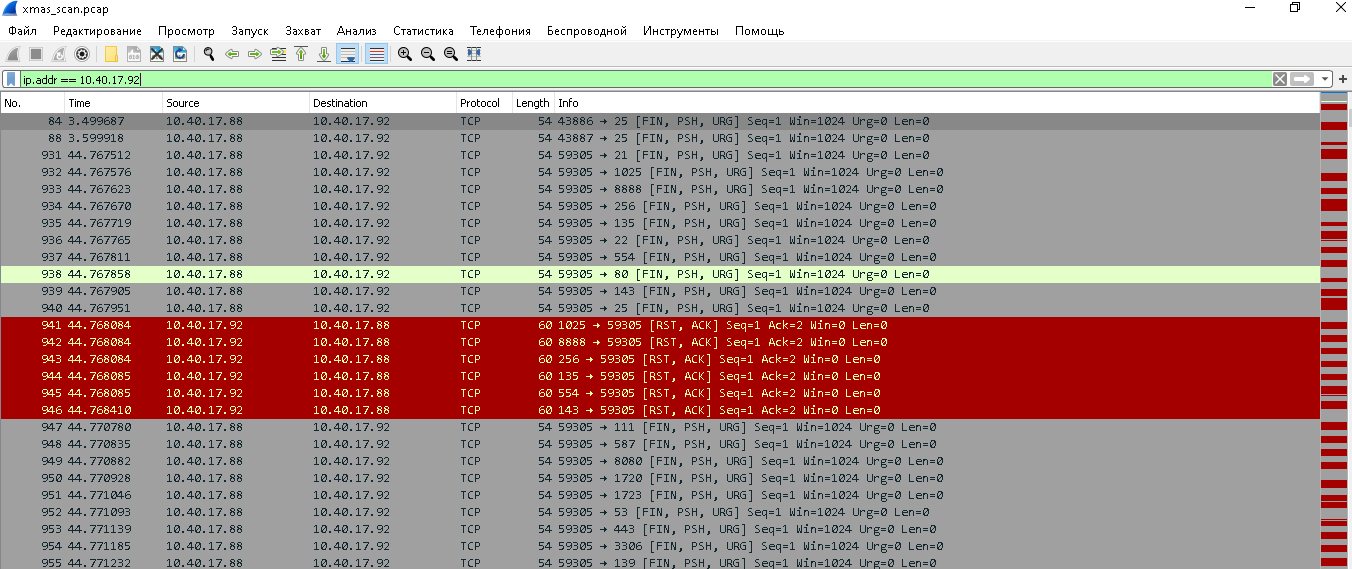 xmas_scan.pcap
Файл Редактирование Просмотр Запуск Захват Анализ Статистика Телефония Беспроводной Инструменты Помощь
ip.addr == 10.40.17.92
No. Time Source Destination Protocol Length Info
84 3.499687 10.40.17.88 10.40.17.92 TCP 54 43886 → 25 [FIN, PSH, URG] Seq=1 Win=1024 Urg=0 Len=0
88 3.599918 10.40.17.88 10.40.17.92 TCP 54 43887 → 25 [FIN, PSH, URG] Seq=1 Win=1024 Urg=0 Len=0
931 44.767512 10.40.17.88 10.40.17.92 TCP 54 59305 → 21 [FIN, PSH, URG] Seq=1 Win=1024 Urg=0 Len=0
932 44.767576 10.40.17.88 10.40.17.92 TCP 54 59305 → 1025 [FIN, PSH, URG] Seq=1 Win=1024 Urg=0 Len=0
933 44.767623 10.40.17.88 10.40.17.92 TCP 54 59305 → 8888 [FIN, PSH, URG] Seq=1 Win=1024 Urg=0 Len=0
934 44.767670 10.40.17.88 10.40.17.92 TCP 54 59305 → 256 [FIN, PSH, URG] Seq=1 Win=1024 Urg=0 Len=0
935 44.767719 10.40.17.88 10.40.17.92 TCP 54 59305 → 135 [FIN, PSH, URG] Seq=1 Win=1024 Urg=0 Len=0
936 44.767765 10.40.17.88 10.40.17.92 TCP 54 59305 → 22 [FIN, PSH, URG] Seq=1 Win=1024 Urg=0 Len=0
937 44.767811 10.40.17.88 10.40.17.92 TCP 54 59305 → 554 [FIN, PSH, URG] Seq=1 Win=1024 Urg=0 Len=0
938 44.767858 10.40.17.88 10.40.17.92 TCP 54 59305 → 80 [FIN, PSH, URG] Seq=1 Win=1024 Urg=0 Len=0
939 44.767905 10.40.17.88 10.40.17.92 TCP 54 59305 → 143 [FIN, PSH, URG] Seq=1 Win=1024 Urg=0 Len=0
940 44.767951 10.40.17.88 10.40.17.92 TCP 54 59305 → 25 [FIN, PSH, URG] Seq=1 Win=1024 Urg=0 Len=0
941 44.768084 10.40.17.92 10.40.17.88 TCP 60 1025 → 59305 [RST, ACK] Seq=1 Ack=2 Win=0 Len=0
942 44.768084 10.40.17.92 10.40.17.88 TCP 60 8888 → 59305 [RST, ACK] Seq=1 Ack=2 Win=0 Len=0
943 44.768084 10.40.17.92 10.40.17.88 TCP 60 256 → 59305 [RST, ACK] Seq=1 Ack=2 Win=0 Len=0
944 44.768085 10.40.17.92 10.40.17.88 TCP 60 135 → 59305 [RST, ACK] Seq=1 Ack=2 Win=0 Len=0
945 44.768085 10.40.17.92 10.40.17.88 TCP 60 554 → 59305 [RST, ACK] Seq=1 Ack=2 Win=0 Len=0
946 44.768410 10.40.17.92 10.40.17.88 TCP 60 143 → 59305 [RST, ACK] Seq=1 Ack=2 Win=0 Len=0
947 44.770780 10.40.17.88 10.40.17.92 TCP 54 59305 → 111 [FIN, PSH, URG] Seq=1 Win=1024 Urg=0 Len=0
948 44.770835 10.40.17.88 10.40.17.92 TCP 54 59305 → 587 [FIN, PSH, URG] Seq=1 Win=1024 Urg=0 Len=0
949 44.770882 10.40.17.88 10.40.17.92 TCP 54 59305 → 8080 [FIN, PSH, URG] Seq=1 Win=1024 Urg=0 Len=0
950 44.770928 10.40.17.88 10.40.17.92 TCP 54 59305 → 1720 [FIN, PSH, URG] Seq=1 Win=1024 Urg=0 Len=0
951 44.771046 10.40.17.88 10.40.17.92 TCP 54 59305 → 1723 [FIN, PSH, URG] Seq=1 Win=1024 Urg=0 Len=0
952 44.771093 10.40.17.88 10.40.17.92 TCP 54 59305 → 53 [FIN, PSH, URG] Seq=1 Win=1024 Urg=0 Len=0
953 44.771139 10.40.17.88 10.40.17.92 TCP 54 59305 → 443 [FIN, PSH, URG] Seq=1 Win=1024 Urg=0 Len=0
954 44.771185 10.40.17.88 10.40.17.92 TCP 54 59305 → 3306 [FIN, PSH, URG] Seq=1 Win=1024 Urg=0 Len=0
955 44.771232 10.40.17.88 10.40.17.92 TCP 54 59305 → 139 [FIN, PSH, URG] Seq=1 Win=1024 Urg=0 Len=0